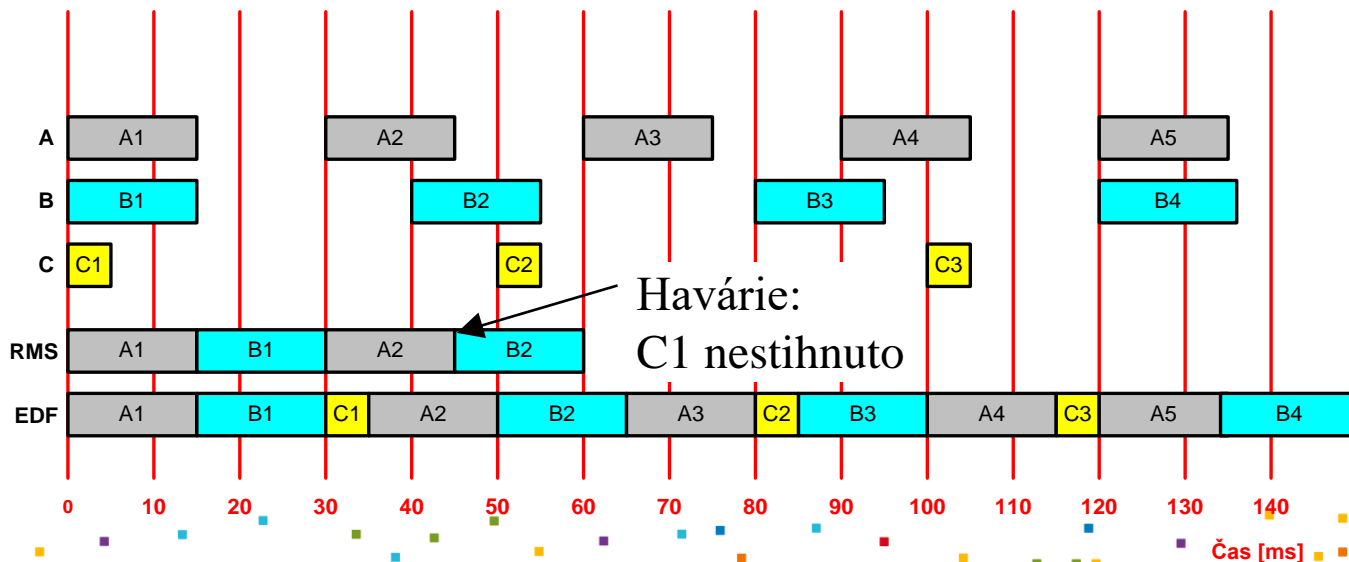 A A1 A2 A3 A4 A5
B B1 B2 B3 B4
C C1 C2 C3
Havárie:
C1 nestihnuto
RMS A1 B1 A2 B2
EDF A1 B1 C1 A2 B2 A3 C2 B3 A4 C3 A5 B4
0 10 20 30 40 50 60 70 80 90 100 110 120 130 140
Čas [ms]